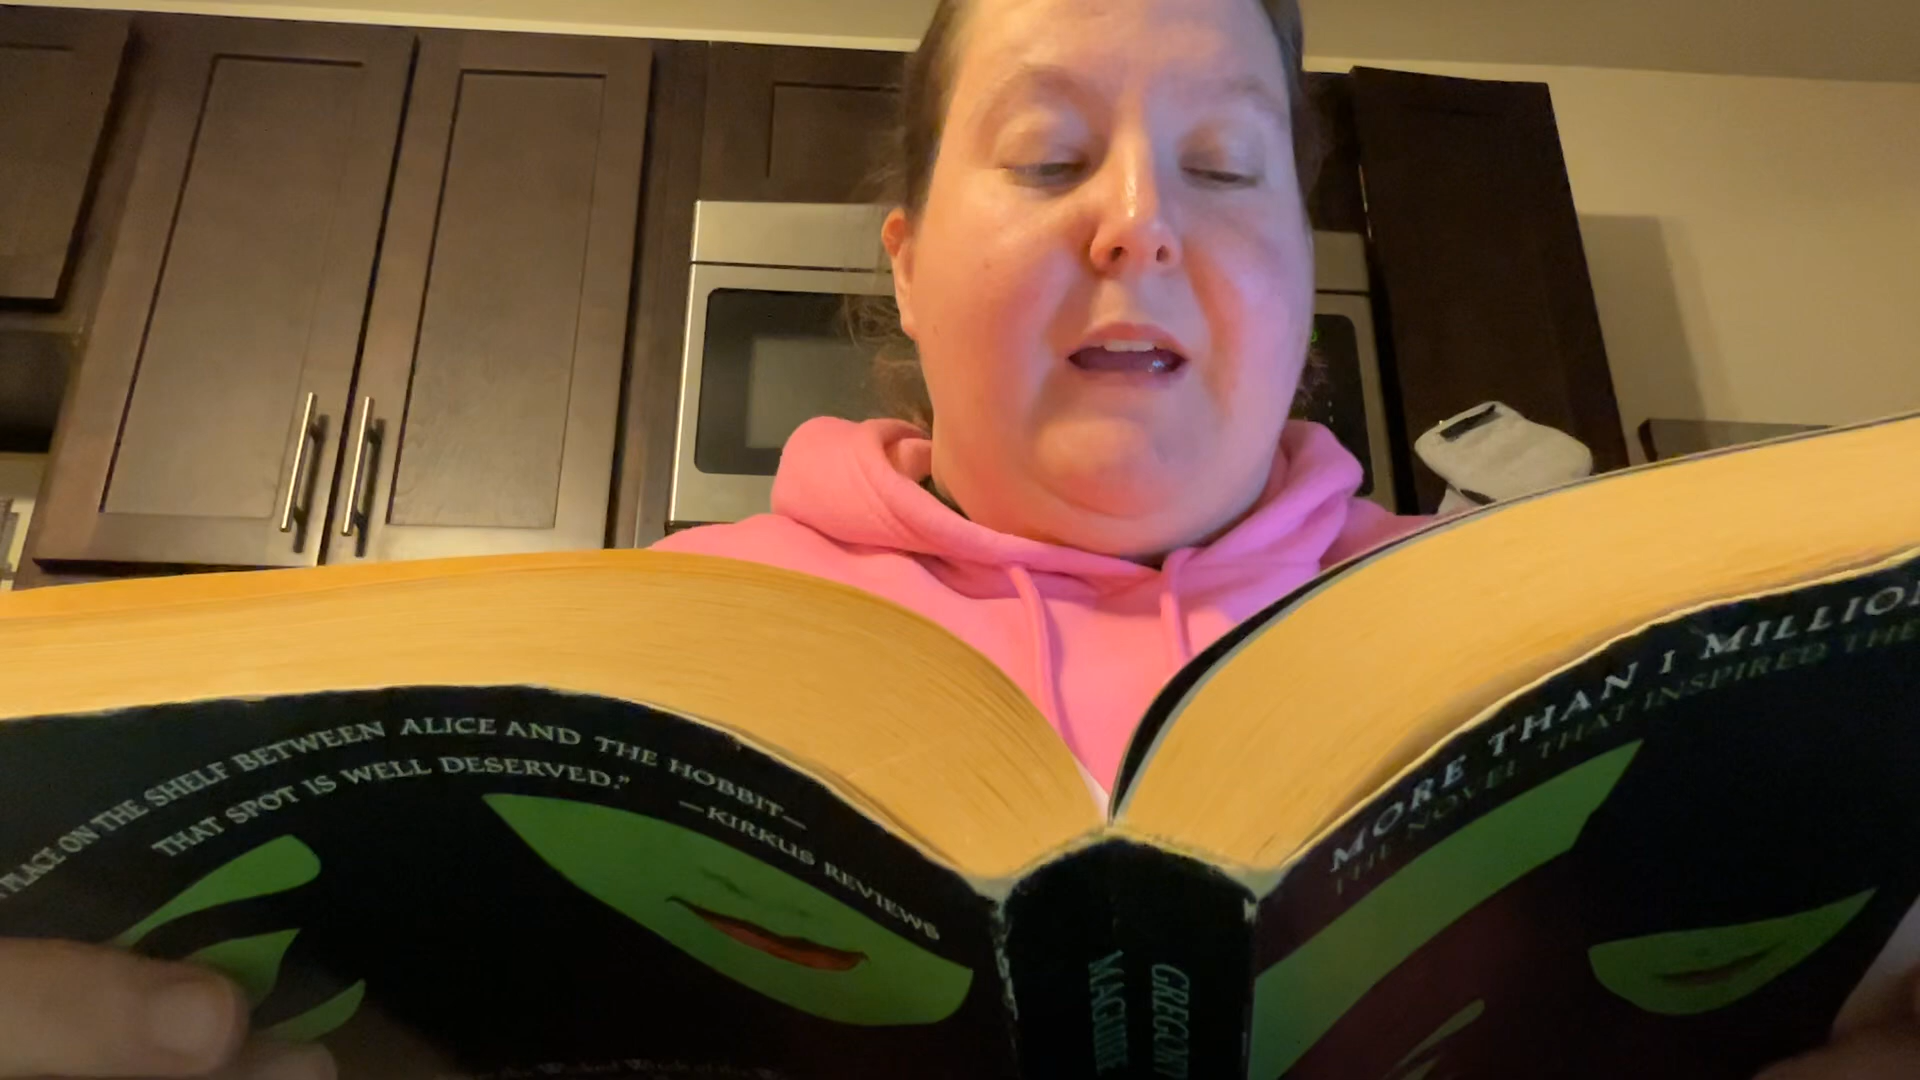 PLACE ON THE SHELF BETWEEN ALICE AND THE HOBBIT—
THAT SPOT IS WELL DESERVED."
—KIRKUS REVIEWS
GREGORY
MAGUIRE
MORE THAN 1 MILLION
THE NOVEL THAT INSPIRED THE